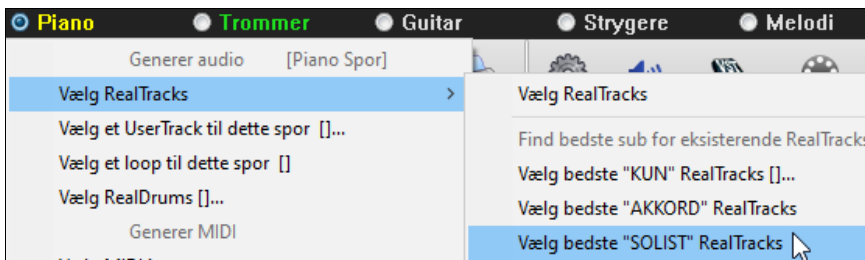 Piano Trommer Guitar Strygere Melodi
Generer audio [Piano Spor]
Vælg RealTracks
Vælg et UserTrack til dette spor []...
Vælg et loop til dette spor []
Vælg RealDrums []...
Generer MIDI
Vælg RealTracks
Find bedste sub for eksisterende RealTracks
Vælg bedste "KUN" RealTracks []...
Vælg bedste "AKKORD" RealTracks
Vælg bedste "SOLIST" RealTracks